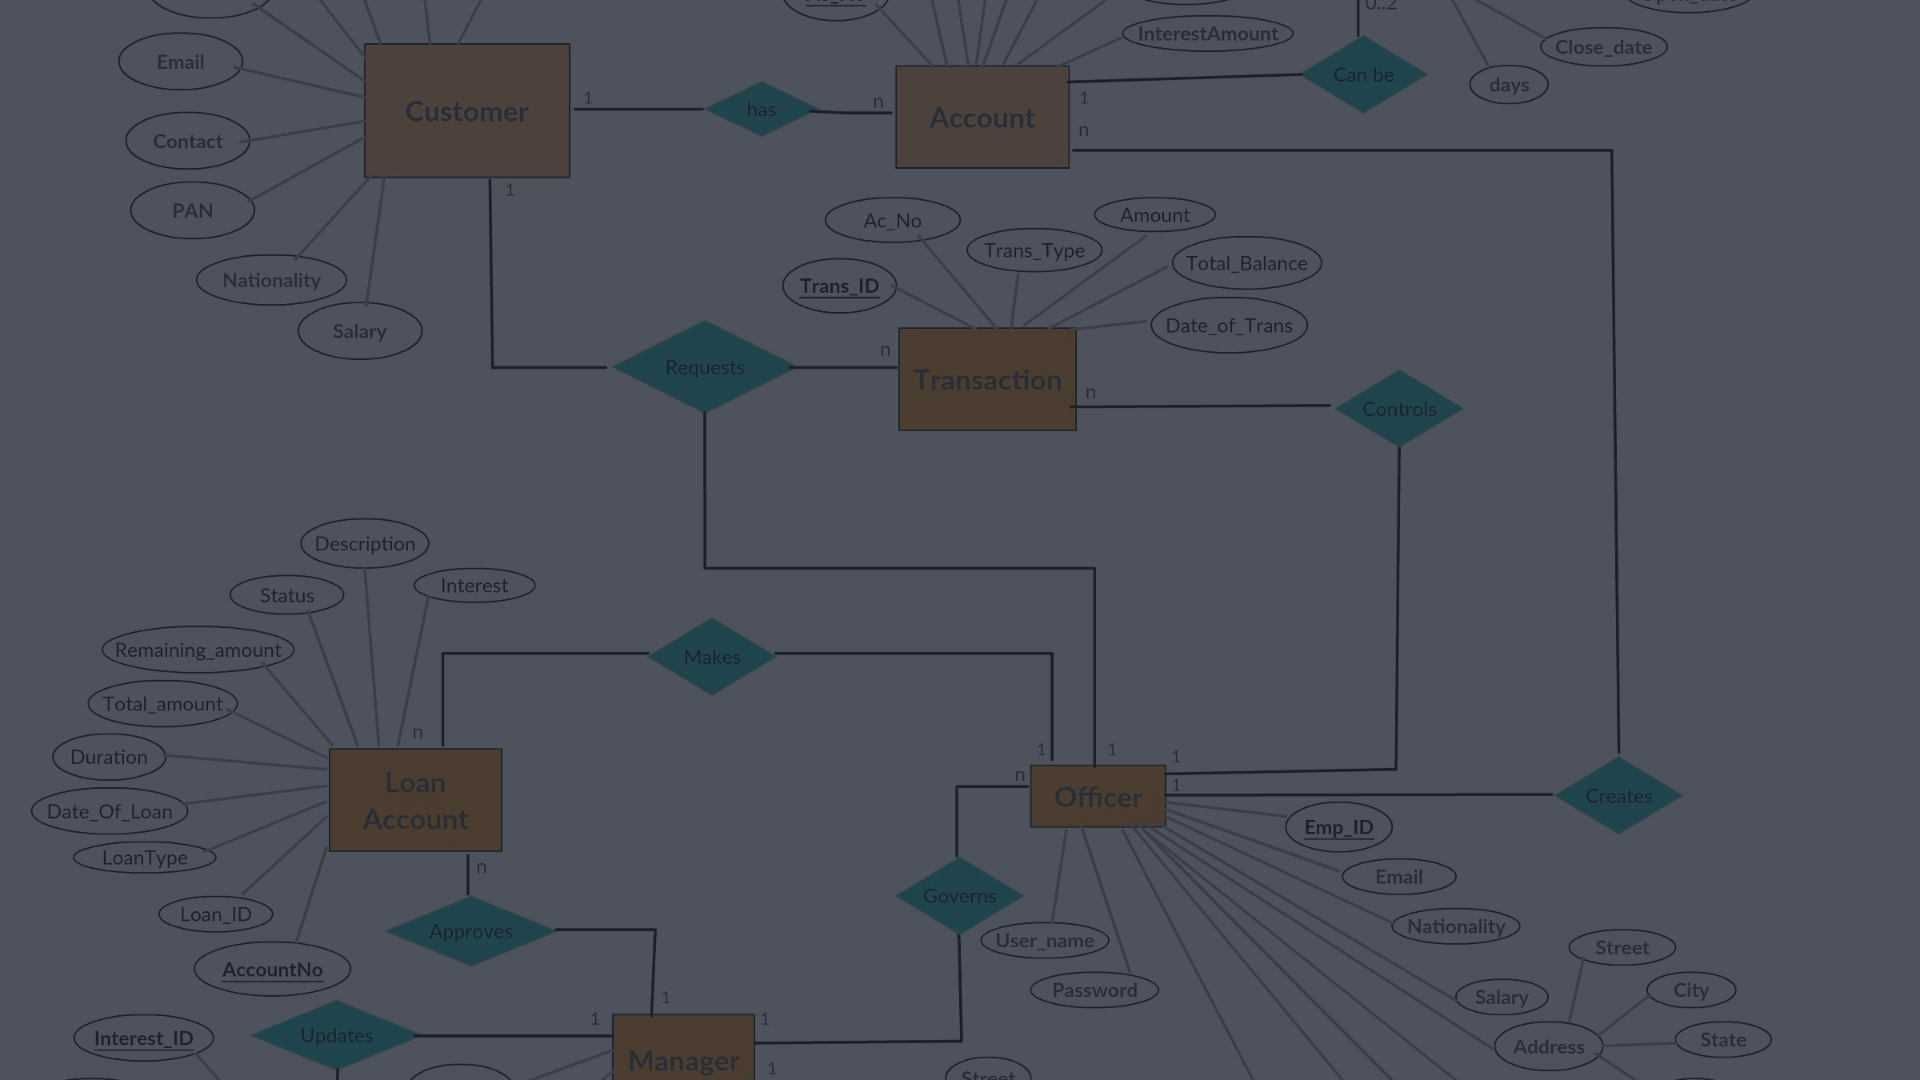 0..2
InterestAmount
Close_date
Email
Can be
days
Customer
1
has
n
Account
1
n
Contact
PAN
1
Ac_No
Amount
Trans_Type
Total_Balance
Nationality
Trans_ID
Salary
Date_of_Trans
n
Requests
Transaction
n
Controls
Description
Status
Interest
Remaining_amount
Makes
Total_amount
n
1
1
1
Duration
n
1
Loan
Account
Officer
Creates
Date_Of_Loan
Emp_ID
LoanType
n
Email
Governs
Loan_ID
Approves
Nationality
User_name
Street
AccountNo
Password
Salary
City
1
1
1
Interest_ID
Updates
State
Address
Manager
1
Street